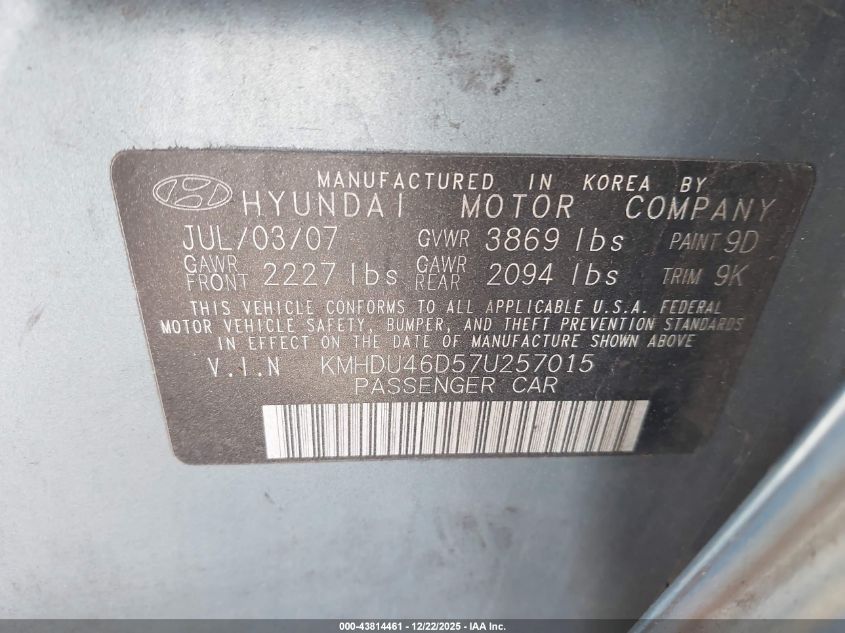 MANUFACTURED IN KOREA BY
HYUNDAI MOTOR COMPANY
JUL/03/07 GVWR 3869 lbs PAINT 9D
GAWR FRONT 2227 lbs GAWR REAR 2094 lbs TRIM 9K
THIS VEHICLE CONFORMS TO ALL APPLICABLE U.S.A. FEDERAL
MOTOR VEHICLE SAFETY, BUMPER, AND THEFT PREVENTION STANDARDS
IN EFFECT ON THE DATE OF MANUFACTURE SHOWN ABOVE
V.I.N KMHDU46D57U257015
PASSENGER CAR
000-43814461 - 12/22/2025 - IAA Inc.